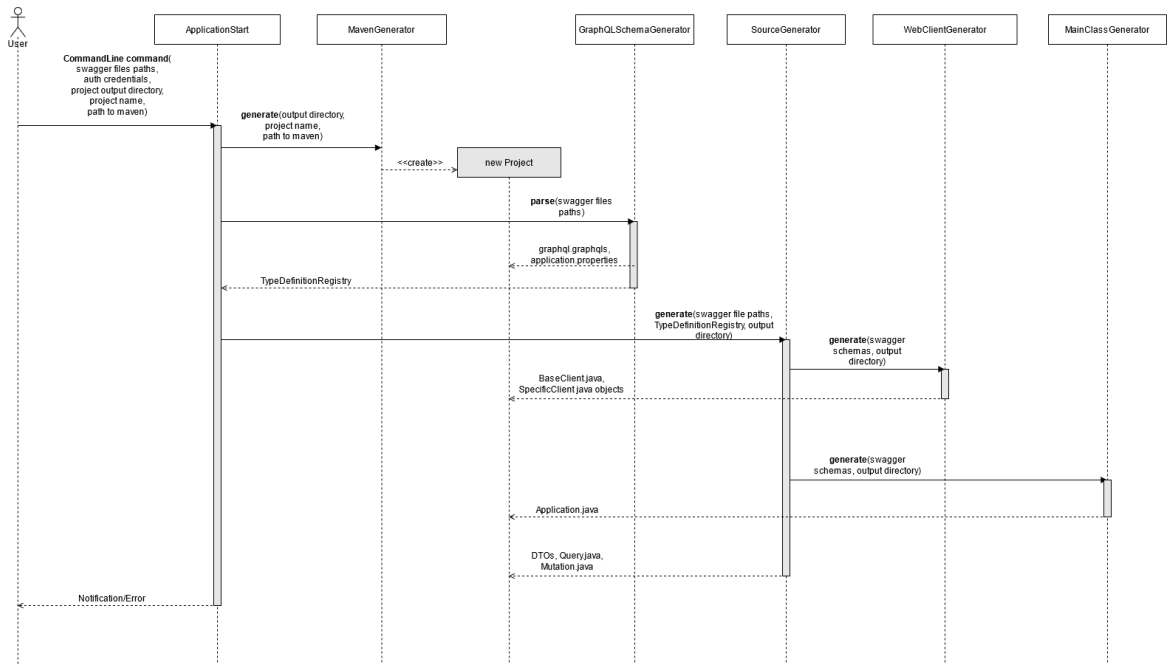 User
ApplicationStart
MavenGenerator
GraphQLSchemaGenerator
SourceGenerator
WebClientGenerator
MainClassGenerator
CommandLine command(
swagger files paths,
auth credentials,
project output directory,
project name,
path to maven)
generate(output directory,
project name,
path to maven)
<<create>>
new Project
parse(swagger files
paths)
graphql.graphqls,
application.properties
TypeDefinitionRegistry
generate(swagger file paths,
TypeDefinitionRegistry, output
directory)
generate(swagger
schemas, output
directory)
BaseClient.java,
SpecificClient java objects
generate(swagger
schemas, output directory)
Application.java
DTOs, Query.java,
Mutation.java
Notification/Error